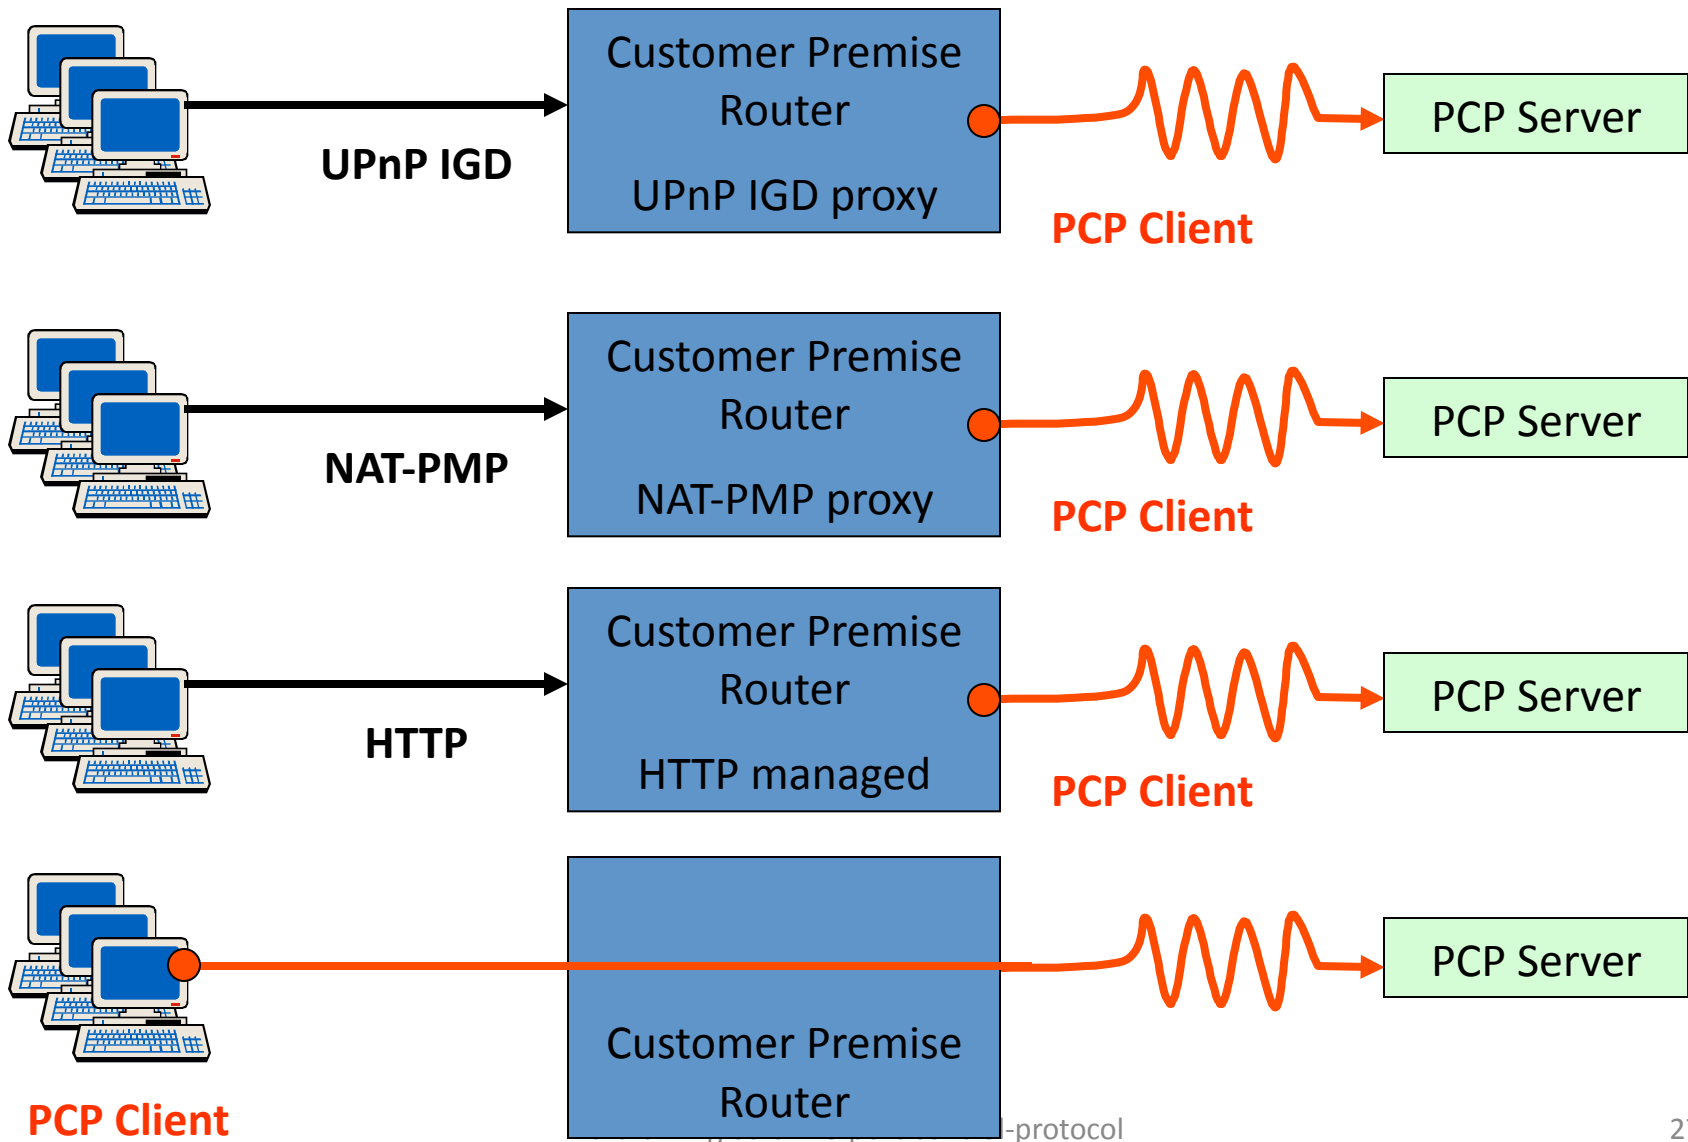 Customer Premise
Router
UPnP IGD
UPnP IGD proxy
PCP Server
PCP Client
Customer Premise
Router
NAT-PMP
NAT-PMP proxy
PCP Server
PCP Client
Customer Premise
Router
HTTP
HTTP managed
PCP Server
PCP Client
PCP Server
Customer Premise
Router
PCP Client
-protocol